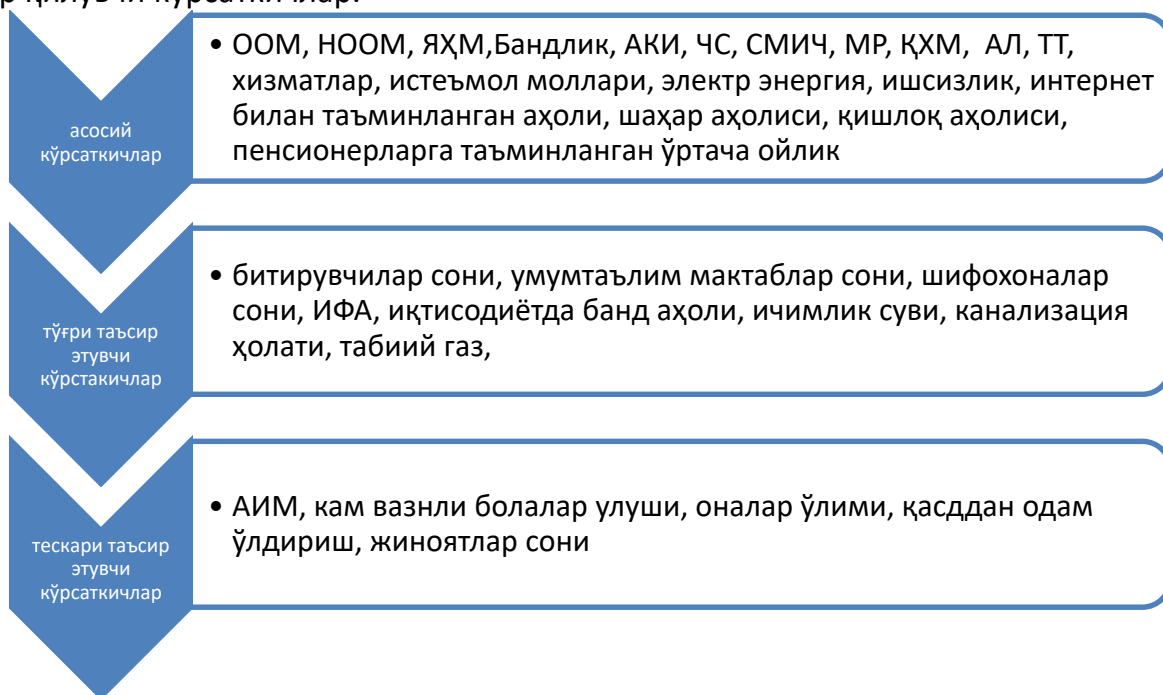 асосий
кўрсаткичлар
• ООМ, НООМ, ЯҲМ,Бандлик, АКИ, ЧС, СМИЧ, МР, ҚХМ, АЛ, ТТ,
хизматлар, истеъмол моллари, электр энергия, ишсизлик, интернет
билан таъминланган аҳоли, шаҳар аҳолиси, қишлоқ аҳолиси,
пенсионерларга таъминланган ўртача ойлик
тўғри таъсир
этувчи
кўрстакичлар
• битирувчилар сони, умумтаълим мактаблар сони, шифохоналар
сони, ИФА, иқтисодиётда банд аҳоли, ичимлик суви, канализация
ҳолати, табиий газ,
тескари таъсир
этувчи
кўрсаткичлар
• АИМ, кам вазнли болалар улуши, оналар ўлими, қасддан одам
ўлдириш, жиноятлар сони